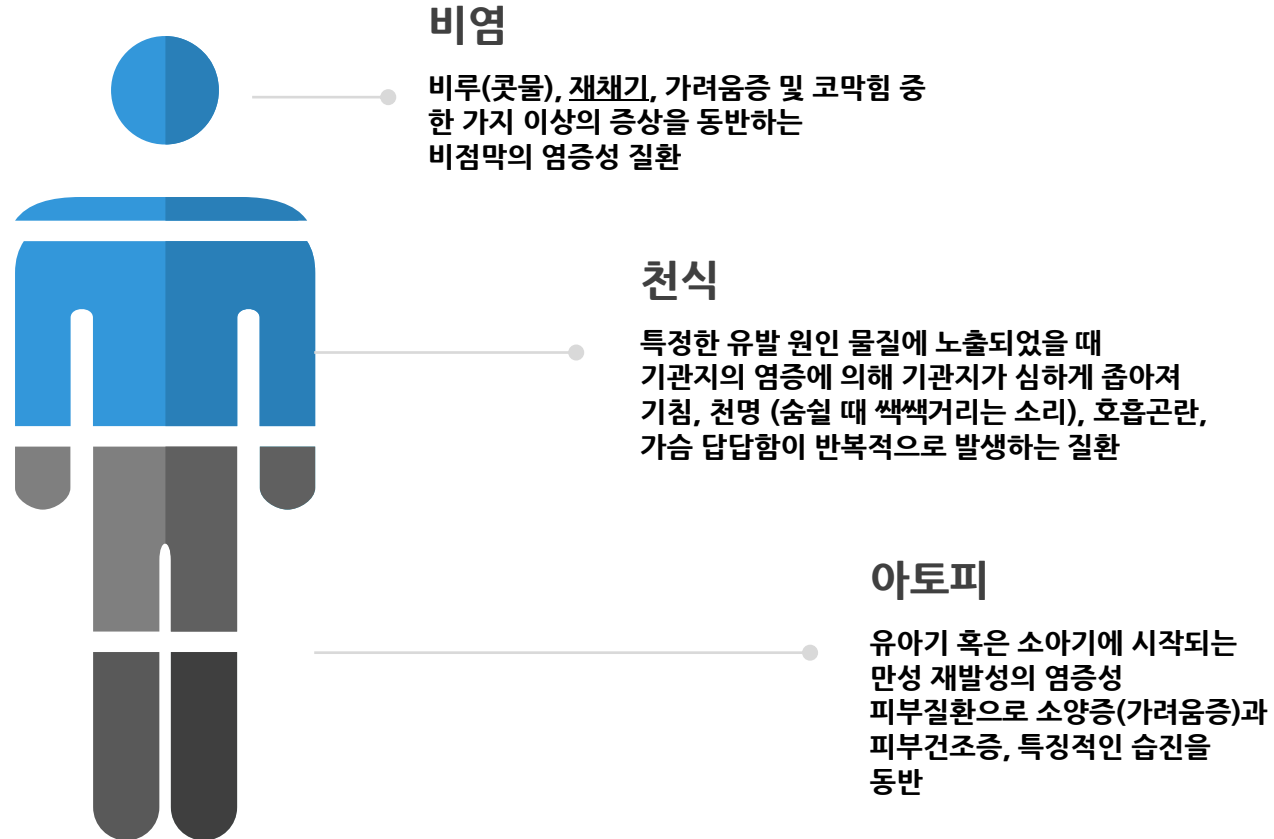 비염
비루(콧물), 재채기, 가려움증 및 코막힘 중
한 가지 이상의 증상을 동반하는
비점막의 염증성 질환
천식
특정한 유발 원인 물질에 노출되었을 때
기관지의 염증에 의해 기관지가 심하게 좁아져
기침, 천명 (숨쉴 때 쌕쌕거리는 소리), 호흡곤란,
가슴 답답함이 반복적으로 발생하는 질환
아토피
유아기 혹은 소아기에 시작되는
만성 재발성의 염증성
피부질환으로 소양증(가려움증)과
피부건조증, 특징적인 습진을
동반